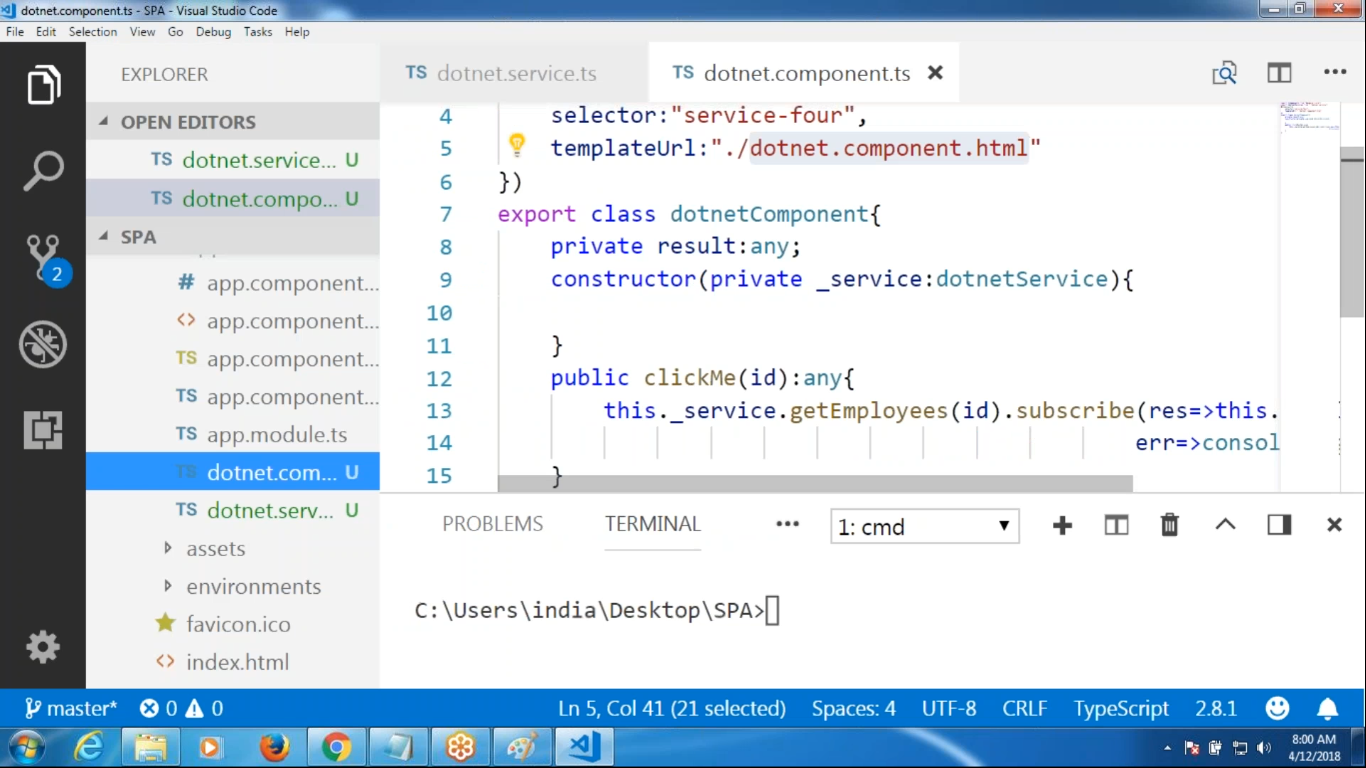 dotnet.component.ts - SPA - Visual Studio Code
File Edit Selection View Go Debug Tasks Help
EXPLORER
OPEN EDITORS
TS dotnet.service... U
TS dotnet.compo... U
SPA
2
# app.component...
<> app.component...
TS app.component...
TS app.component...
TS app.module.ts
TS dotnet.com... U
TS dotnet.serv... U
assets
environments
favicon.ico
<> index.html
TS dotnet.service.ts
TS dotnet.component.ts
4 selector:"service-four",
5 templateUrl:"./dotnet.component.html"
6 })
7 export class dotnetComponent{
8 private result:any;
9 constructor(private _service:dotnetService){
10
11 }
12 public clickMe(id):any{
13 this._service.getEmployees(id).subscribe(res=>this.
14 err=>consol
15 }
PROBLEMS TERMINAL ... 1: cmd
C:\Users\india\Desktop\SPA>
master* 0 0 Ln 5, Col 41 (21 selected) Spaces: 4 UTF-8 CRLF TypeScript 2.8.1
8:00 AM
4/12/2018